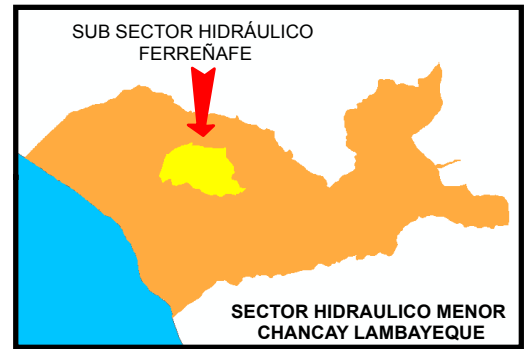 SUB SECTOR HIDRÁULICO
FERREÑAFE
SECTOR HIDRAULICO MENOR
CHANCAY LAMBAYEQUE